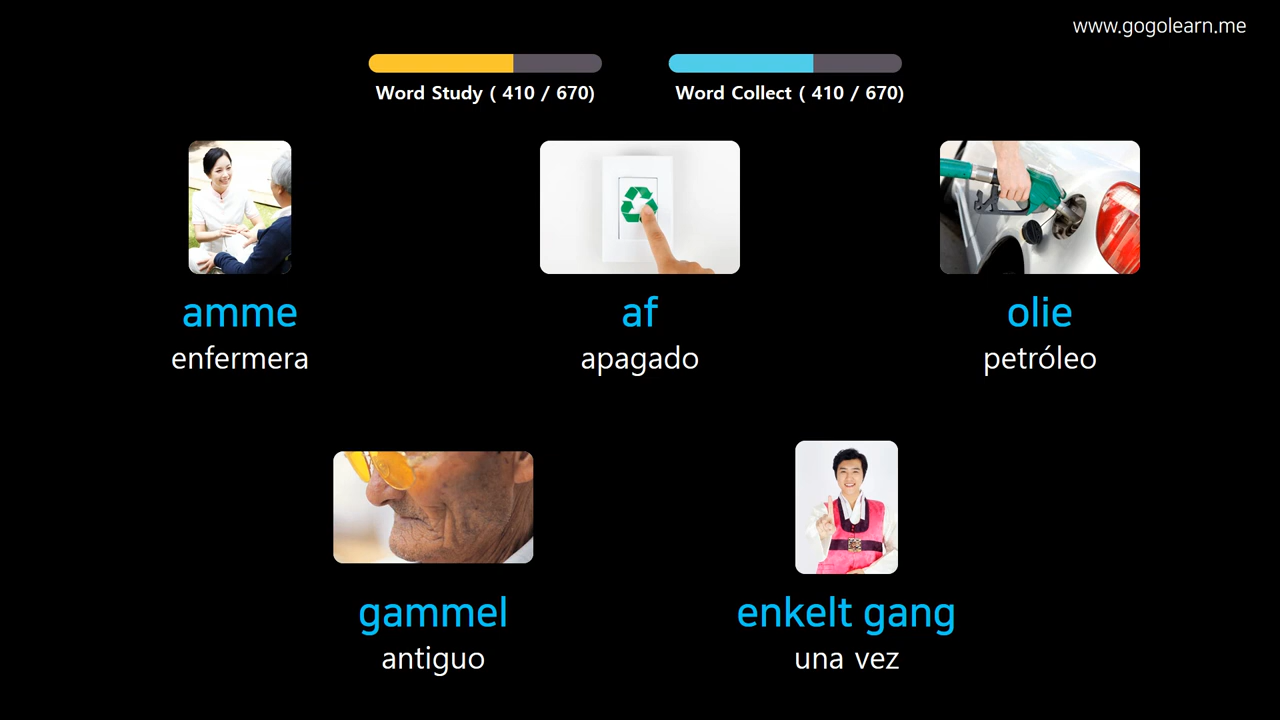 www.gogolearn.me
Word Study ( 410 / 670)
Word Collect ( 410 / 670)
amme
enfermera
af
apagado
olie
petróleo
gammel
antiguo
enkelt gang
una vez